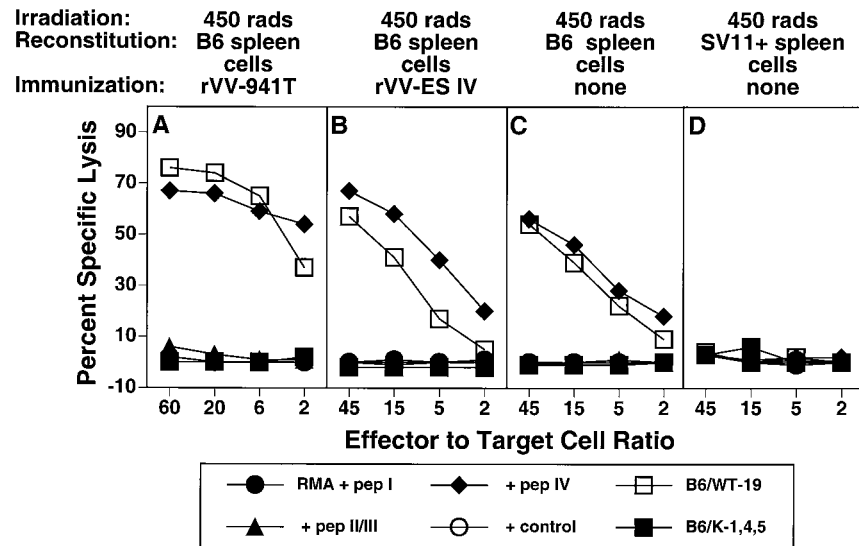 Irradiation: 450 rads 450 rads 450 rads 450 rads
Reconstitution: B6 spleen B6 spleen B6 spleen SV11+ spleen
cells cells cells cells
Immunization: rVV-941T rVV-ES IV none none
A B C D
Percent Specific Lysis
90
70
50
30
10
-10
60 20 6 2 45 15 5 2 45 15 5 2 45 15 5 2
Effector to Target Cell Ratio
RMA + pep I + pep IV B6/WT-19
+ pep II/III + control B6/K-1,4,5